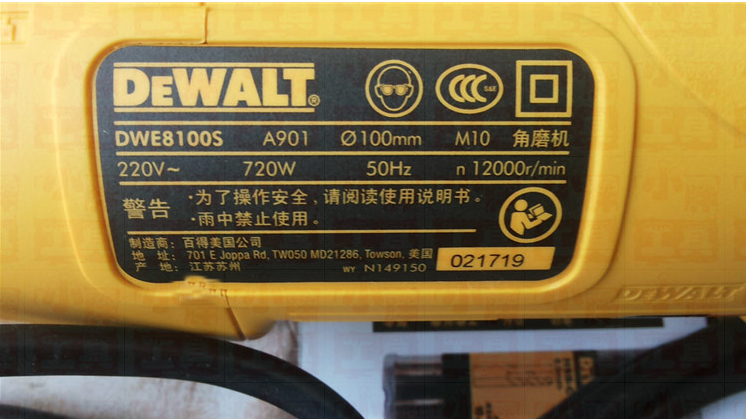 DEWALT®
S&E
DWE8100S A901 Ø100mm M10 角磨机
220V~ 720W 50Hz n 12000r/min
警告 ·为了操作安全，请阅读使用说明书。
·雨中禁止使用。
制造商：百得美国公司
地 址：701 E Joppa Rd, TW050 MD21286, Towson, 美国
产 地：江苏苏州 WY N149150 021719
DEWALT